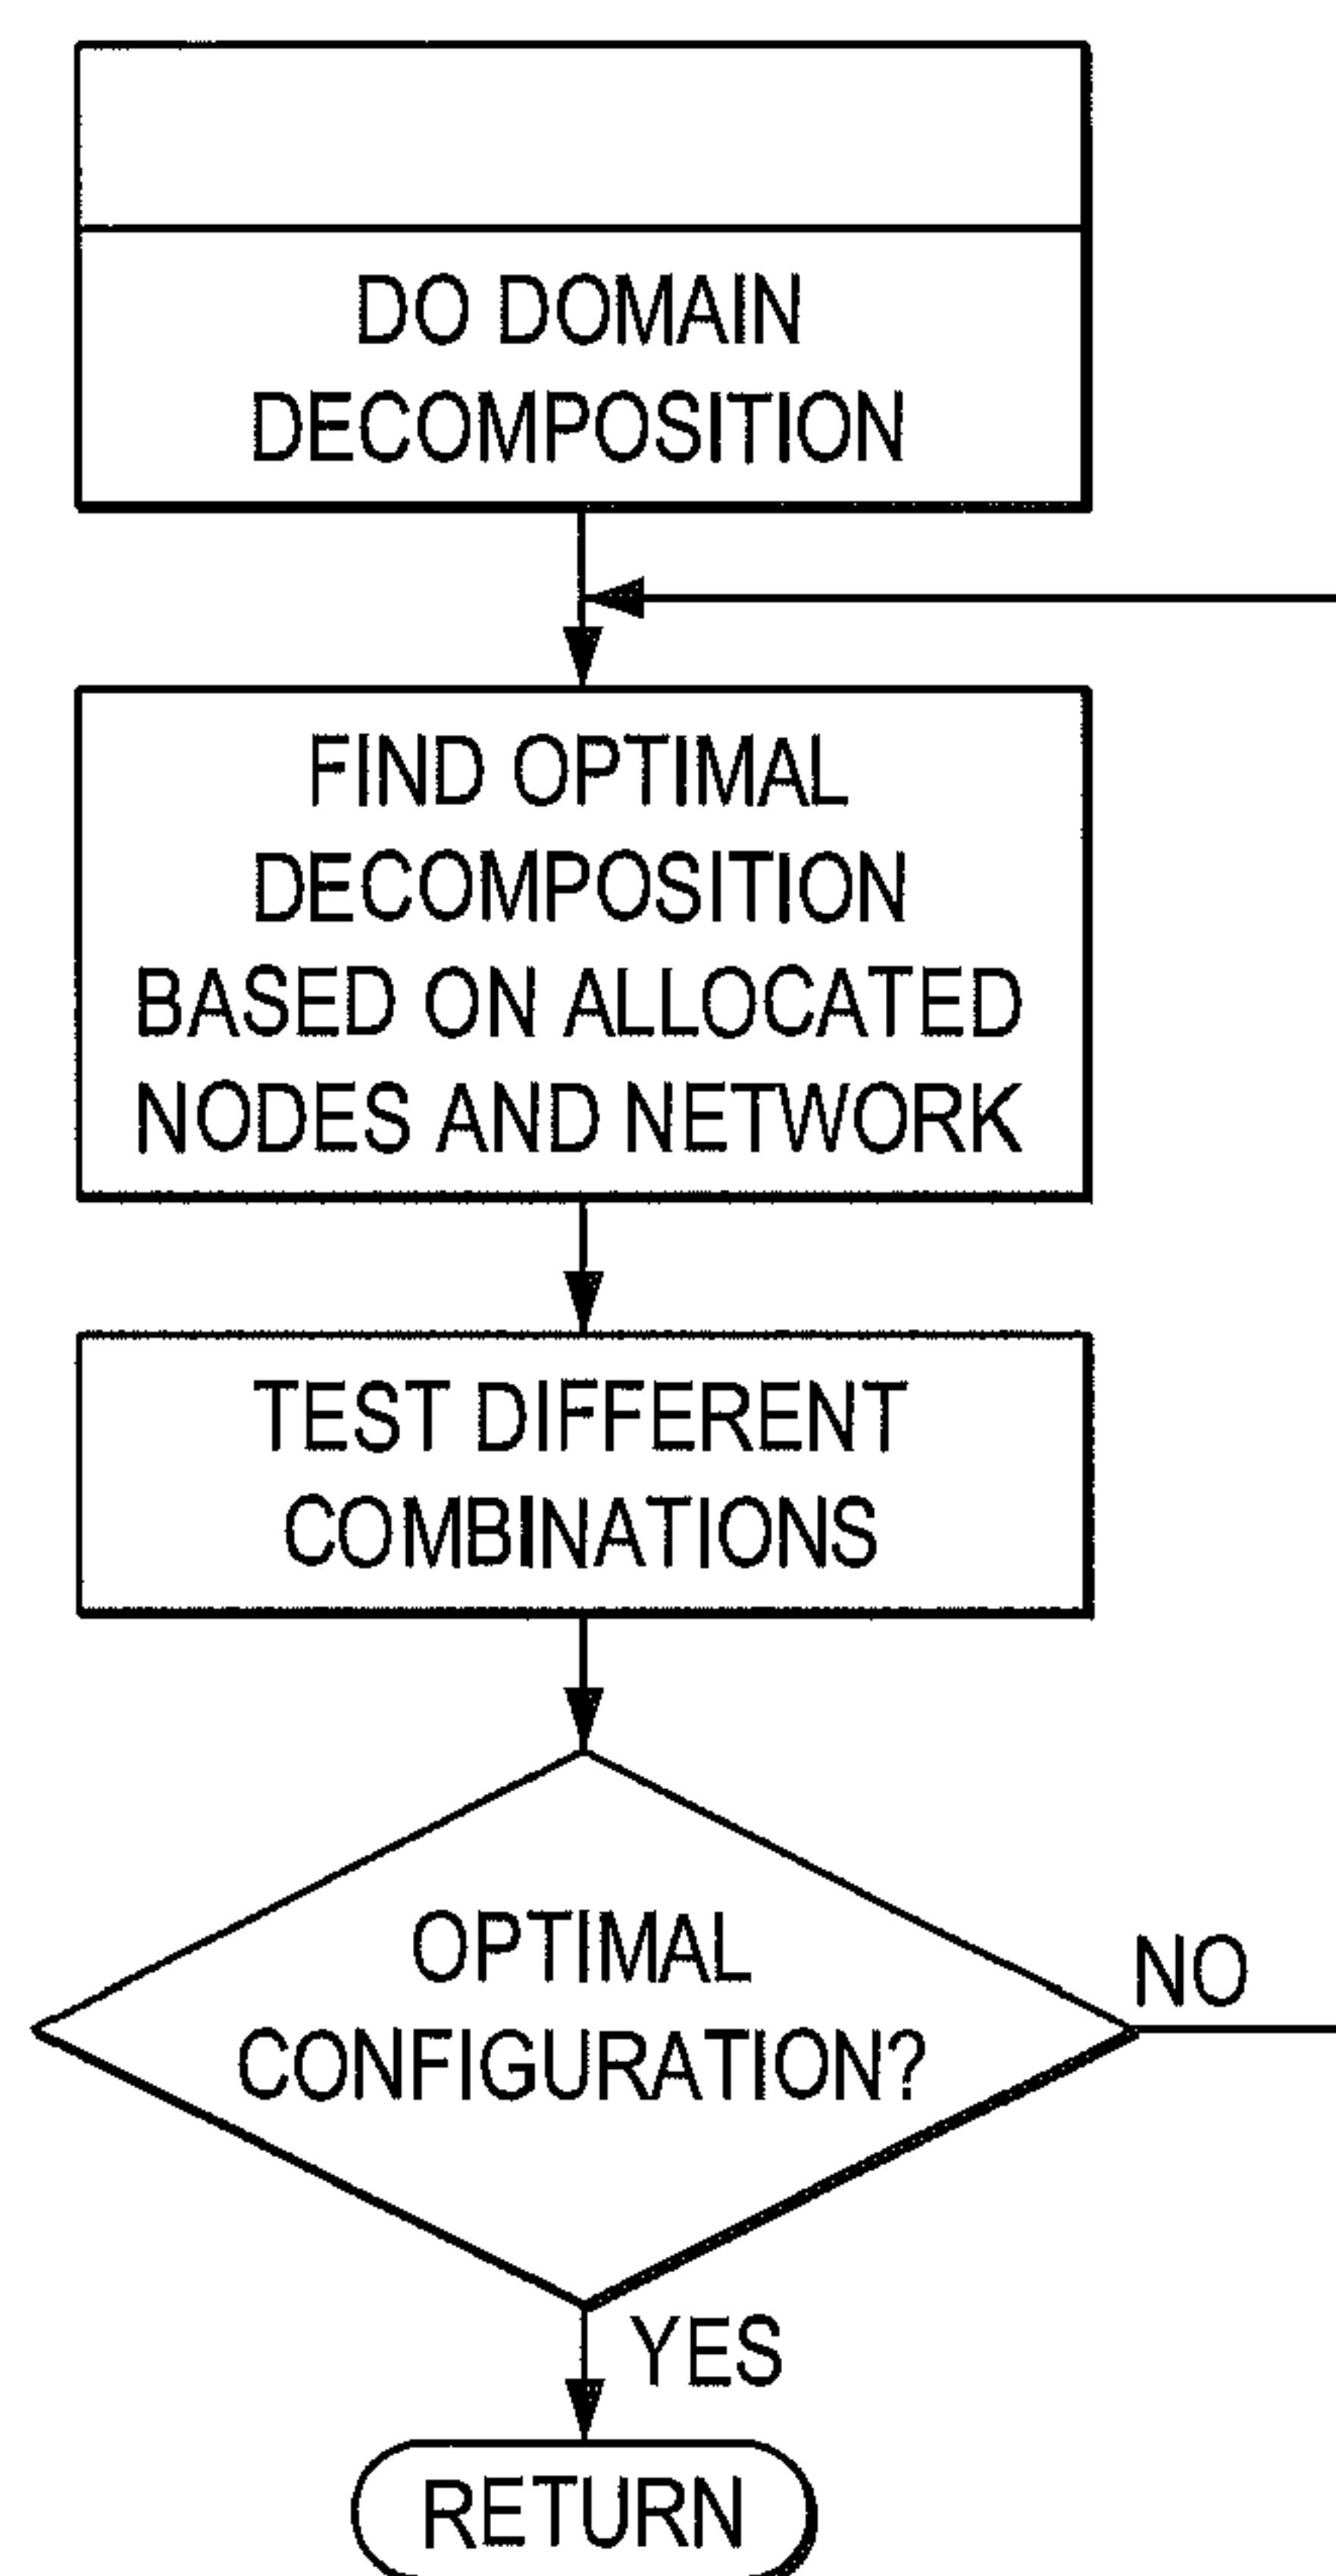 DO DOMAIN
DECOMPOSITION
FIND OPTIMAL
DECOMPOSITION
BASED ON ALLOCATED
NODES AND NETWORK
TEST DIFFERENT
COMBINATIONS
OPTIMAL
CONFIGURATION?
NO
YES
RETURN